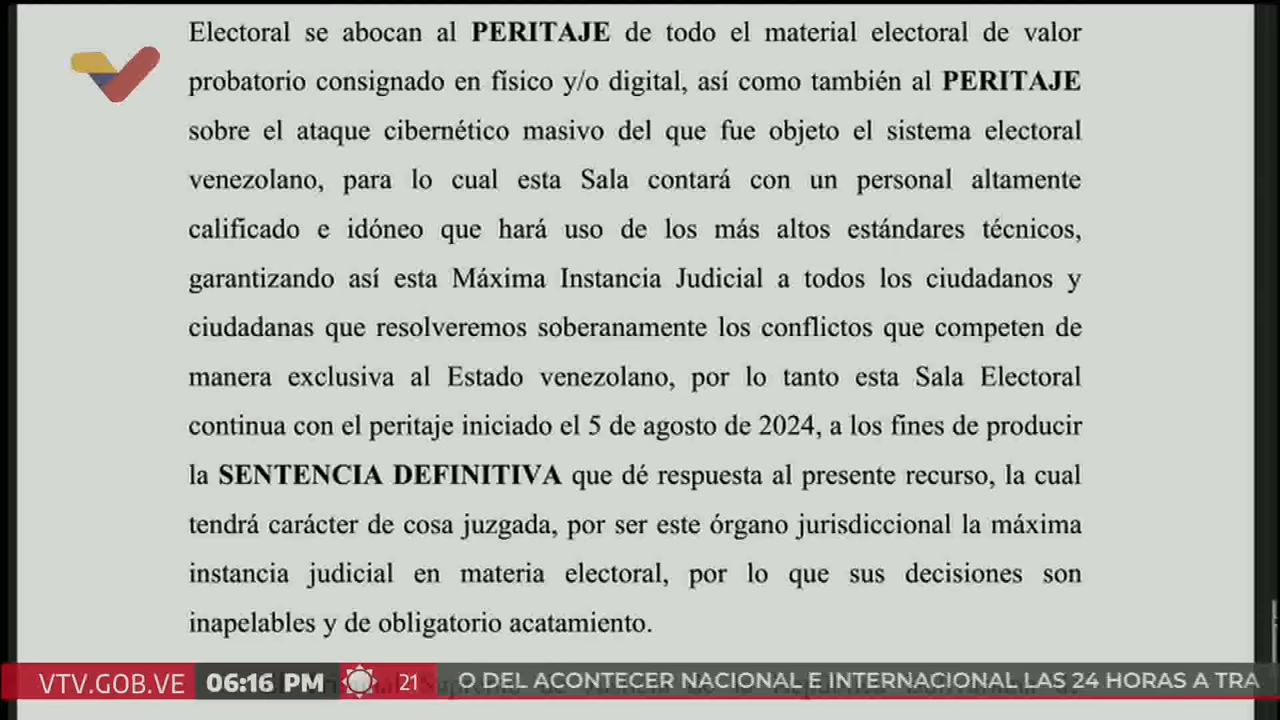 Electoral se abocan al PERITAJE de todo el material electoral de valor
probatorio consignado en físico y/o digital, así como también al PERITAJE
sobre el ataque cibernético masivo del que fue objeto el sistema electoral
venezolano, para lo cual esta Sala contará con un personal altamente
calificado e idóneo que hará uso de los más altos estándares técnicos,
garantizando así esta Máxima Instancia Judicial a todos los ciudadanos y
ciudadanas que resolveremos soberanamente los conflictos que competen de
manera exclusiva al Estado venezolano, por lo tanto esta Sala Electoral
continua con el peritaje iniciado el 5 de agosto de 2024, a los fines de producir
la SENTENCIA DEFINITIVA que dé respuesta al presente recurso, la cual
tendrá carácter de cosa juzgada, por ser este órgano jurisdiccional la máxima
instancia judicial en materia electoral, por lo que sus decisiones son
inapelables y de obligatorio acatamiento.
VTV.GOB.VE 06:16 PM 21 O DEL ACONTECER NACIONAL E INTERNACIONAL LAS 24 HORAS A TRA